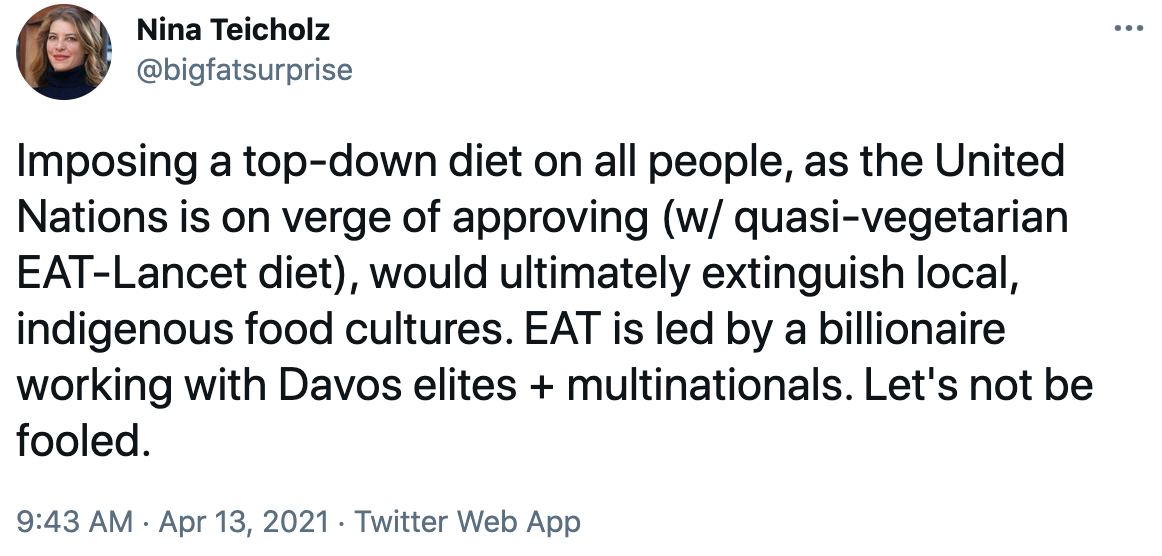 Nina Teicholz
@bigfatsurprise
Imposing a top-down diet on all people, as the United
Nations is on verge of approving (w/ quasi-vegetarian
EAT-Lancet diet), would ultimately extinguish local,
indigenous food cultures. EAT is led by a billionaire
working with Davos elites + multinationals. Let's not be
fooled.
9:43 AM · Apr 13, 2021 · Twitter Web App